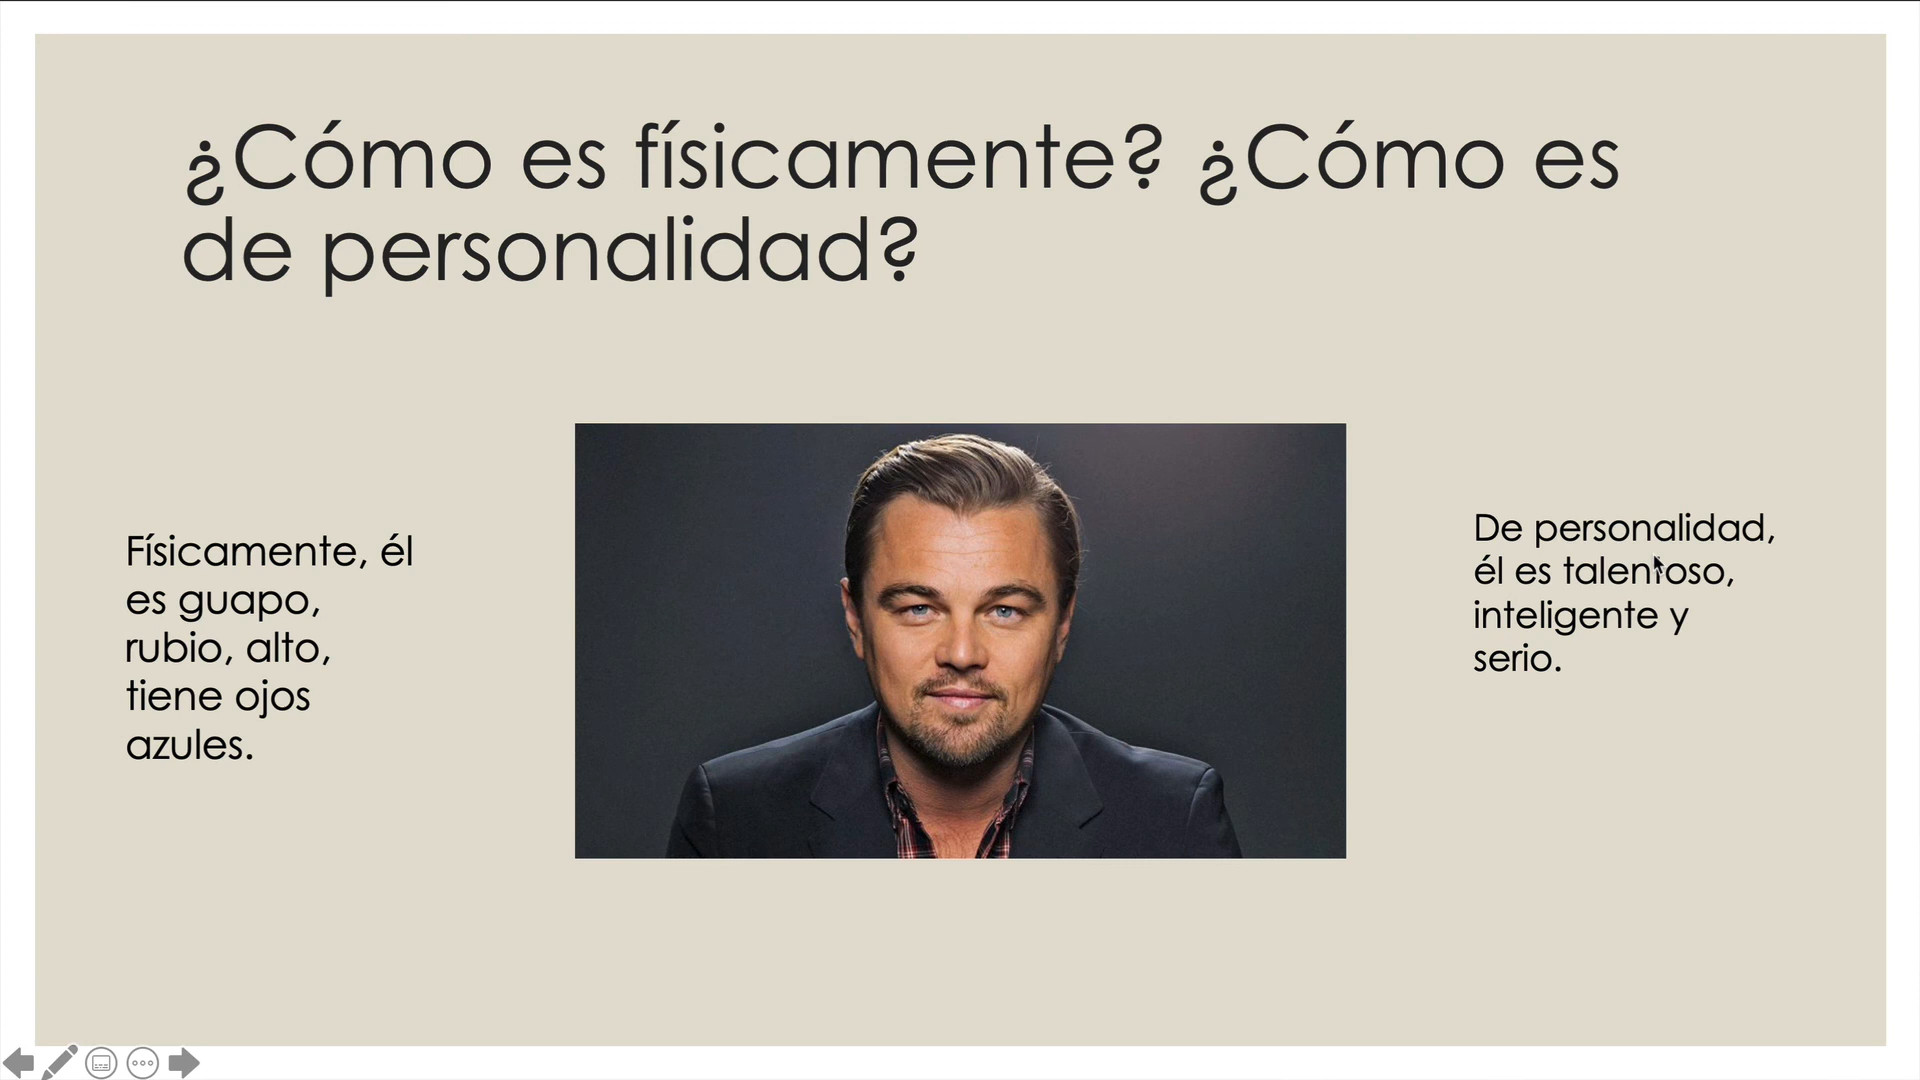 ¿Cómo es físicamente? ¿Cómo es
de personalidad?
Físicamente, él
es guapo,
rubio, alto,
tiene ojos
azules.
De personalidad,
él es talentoso,
inteligente y
serio.